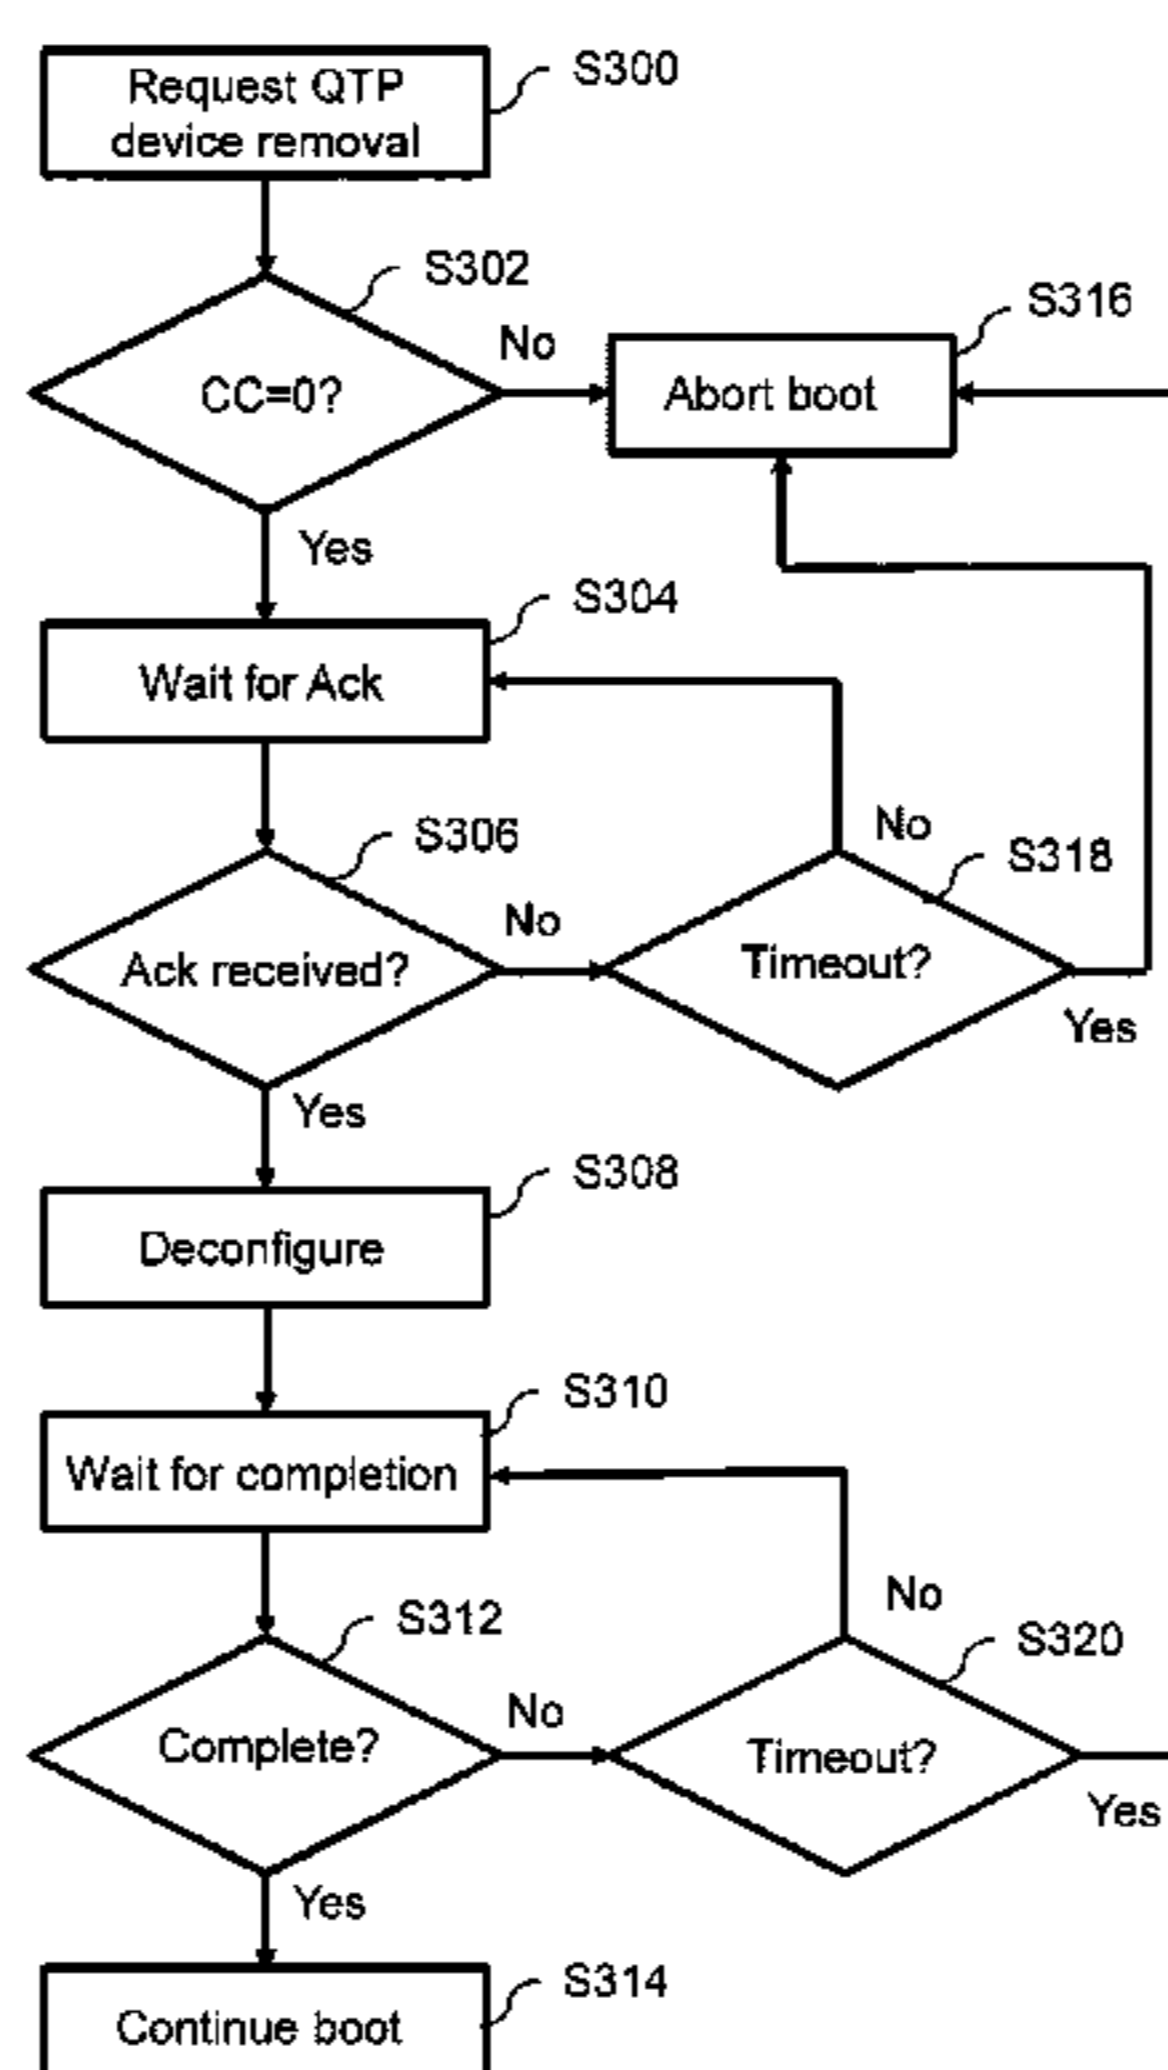 Request QTP
device removal
S300
S302
CC=0?
No
Yes
S316
Abort boot
S304
Wait for Ack
S306
Ack received?
No
Yes
No
S318
Timeout?
Yes
S308
Deconfigure
S310
Wait for completion
S312
Complete?
No
Yes
No
S320
Timeout?
Yes
S314
Continue boot